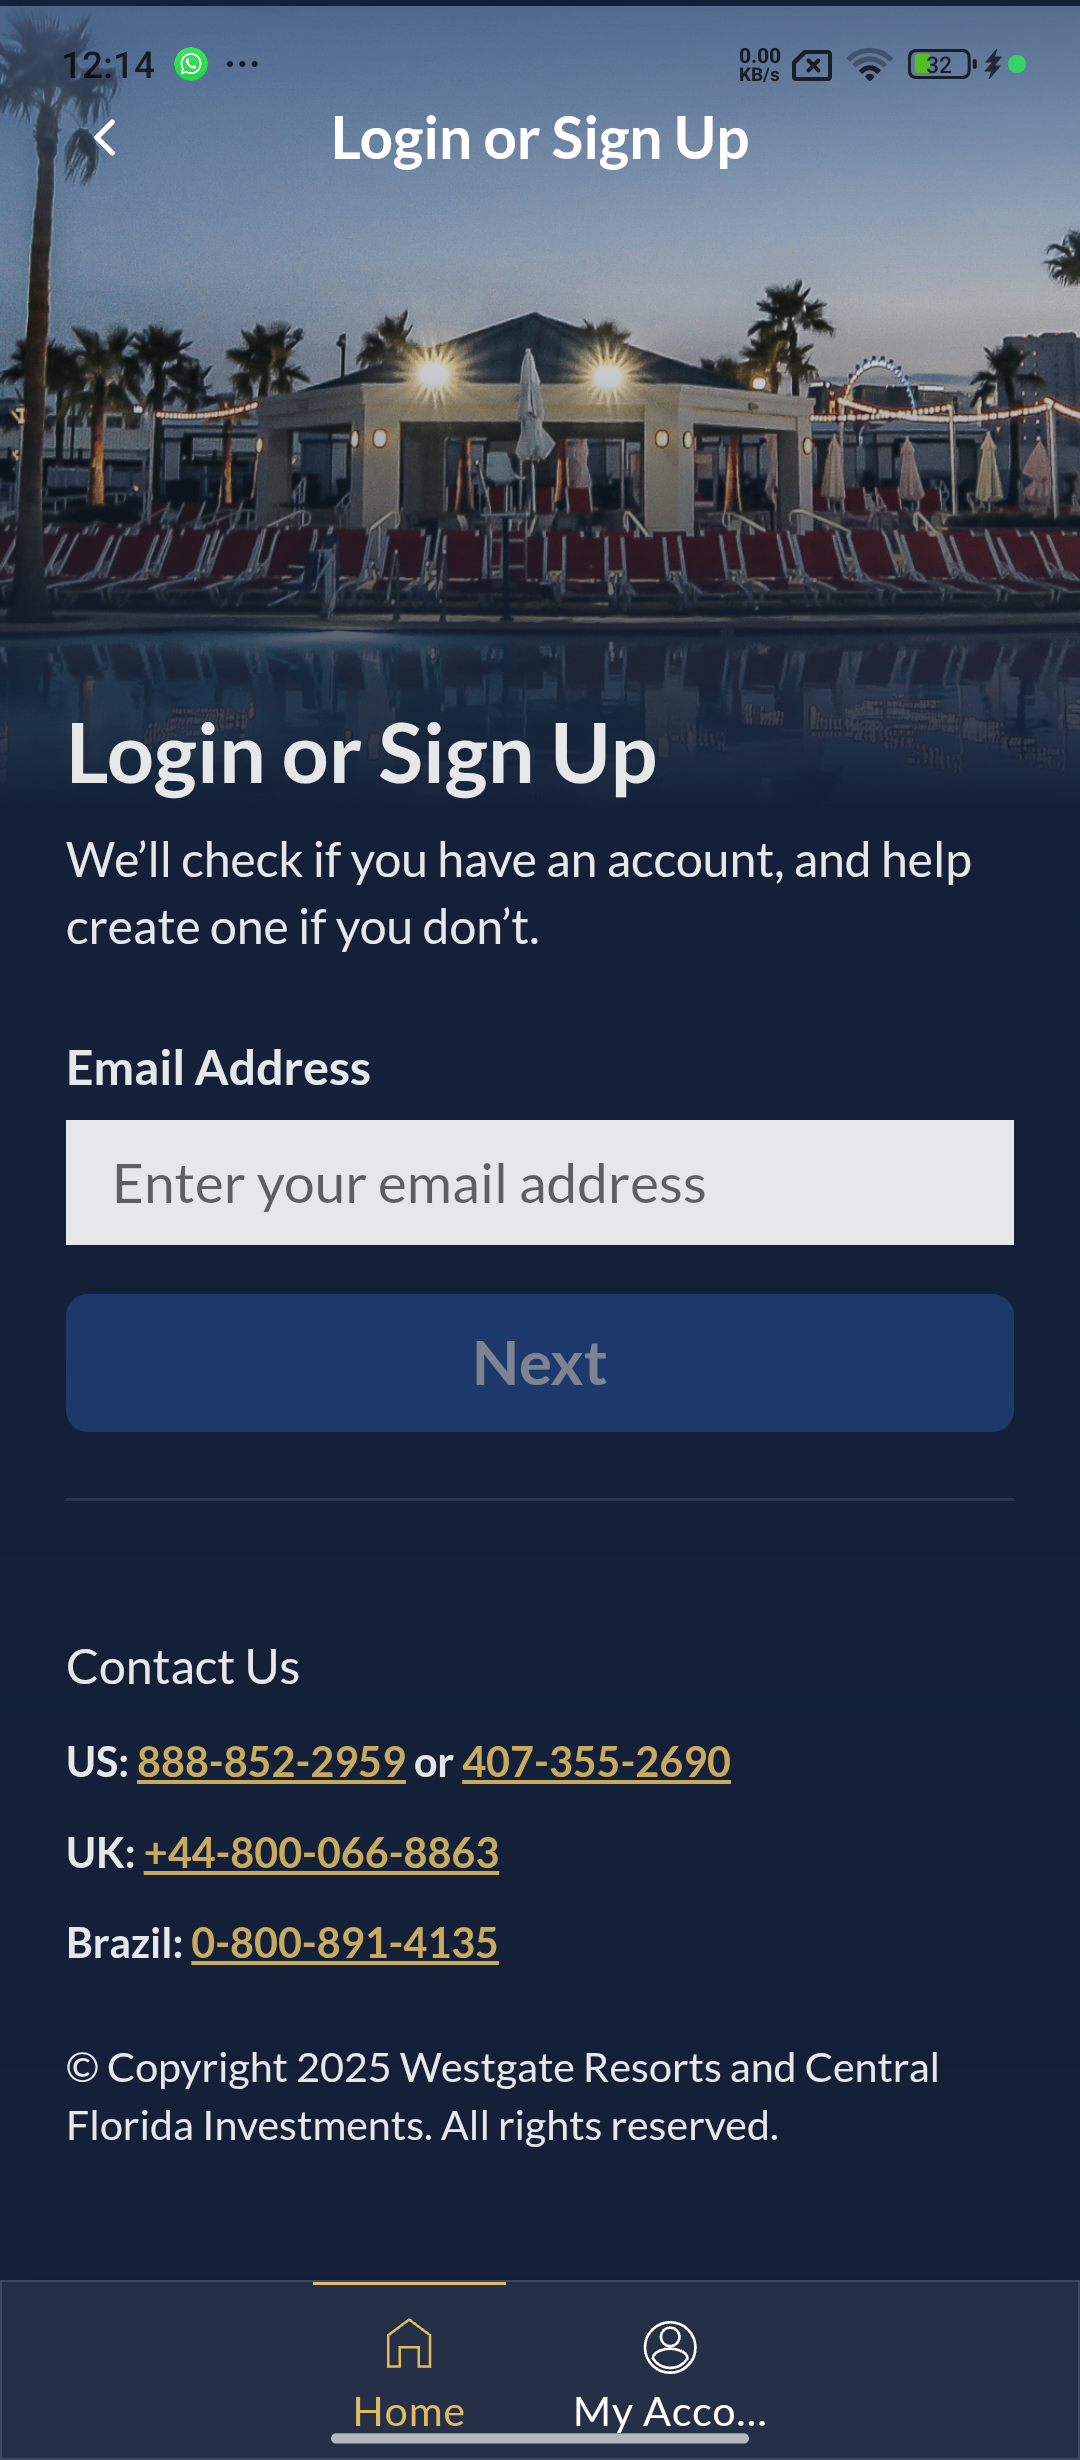 12:14
0.00
KB/s
32
Login or Sign Up
Login or Sign Up
We’ll check if you have an account, and help
create one if you don’t.
Email Address
Enter your email address
Next
Contact Us
US: 888-852-2959 or 407-355-2690
UK: +44-800-066-8863
Brazil: 0-800-891-4135
© Copyright 2025 Westgate Resorts and Central
Florida Investments. All rights reserved.
Home
My Acco...